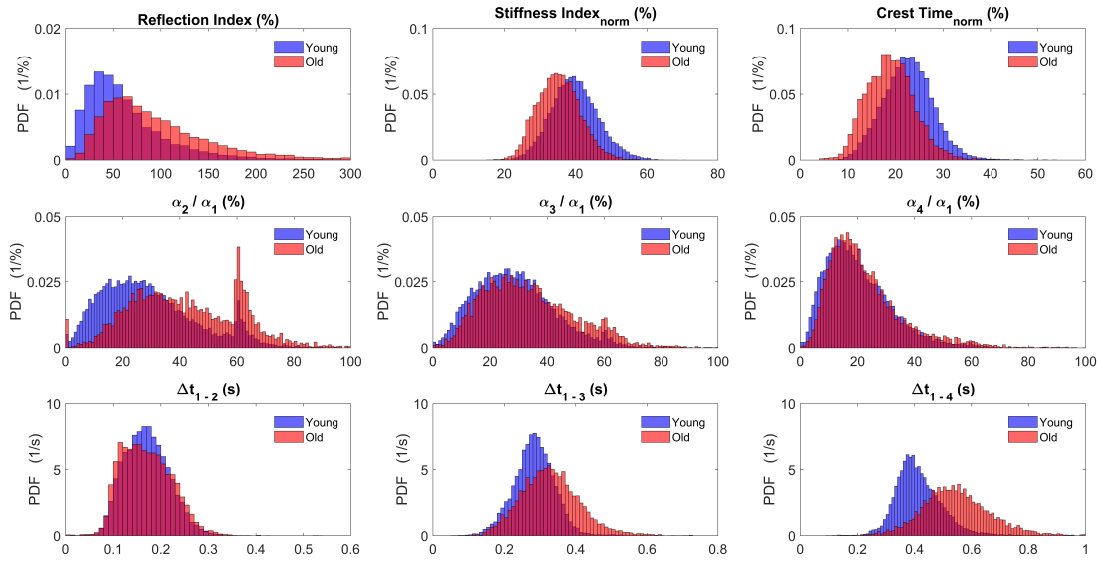 Reflection Index (%)
PDF (1/%)
0.02
0.01
0
0 50 100 150 200 250 300
Young
Old
Stiffness Index norm (%)
PDF (1/%)
0.1
0.05
0
0 20 40 60 80
Young
Old
Crest Time norm (%)
PDF (1/%)
0.1
0.05
0
0 10 20 30 40 50 60
Young
Old
α2 / α1 (%)
PDF (1/%)
0.05
0.025
0
0 20 40 60 80 100
Young
Old
α3 / α1 (%)
PDF (1/%)
0.05
0.025
0
0 20 40 60 80 100
Young
Old
α4 / α1 (%)
PDF (1/%)
0.05
0.025
0
0 20 40 60 80 100
Young
Old
Δt1 - 2 (s)
PDF (1/s)
10
5
0
0 0.1 0.2 0.3 0.4 0.5 0.6
Young
Old
Δt1 - 3 (s)
PDF (1/s)
10
5
0
0 0.2 0.4 0.6 0.8
Young
Old
Δt1 - 4 (s)
PDF (1/s)
10
5
0
0 0.2 0.4 0.6 0.8 1
Young
Old